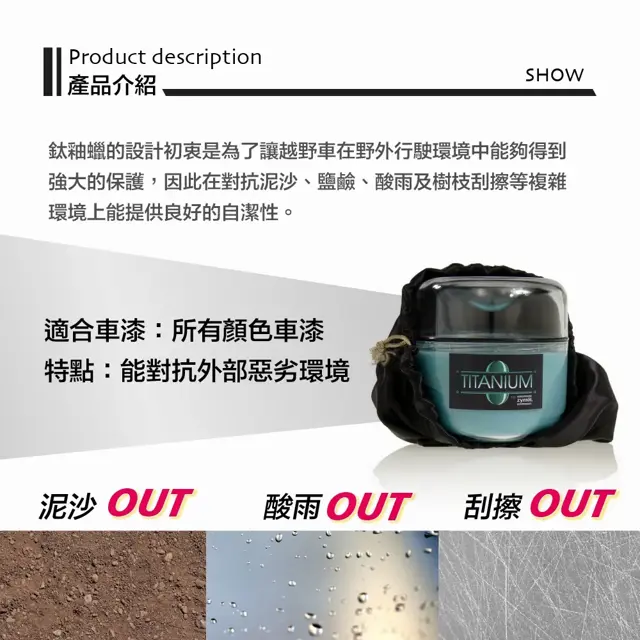 Product description
產品介紹
SHOW
鈦釉蠟的設計初衷是為了讓越野車在野外行駛環境中能夠得到
強大的保護，因此在對抗泥沙、鹽鹼、酸雨及樹枝刮擦等複雜
環境上能提供良好的自潔性。
適合車漆：所有顏色車漆
特點：能對抗外部惡劣環境
TITANIUM
泥沙 OUT
酸雨 OUT
刮擦 OUT